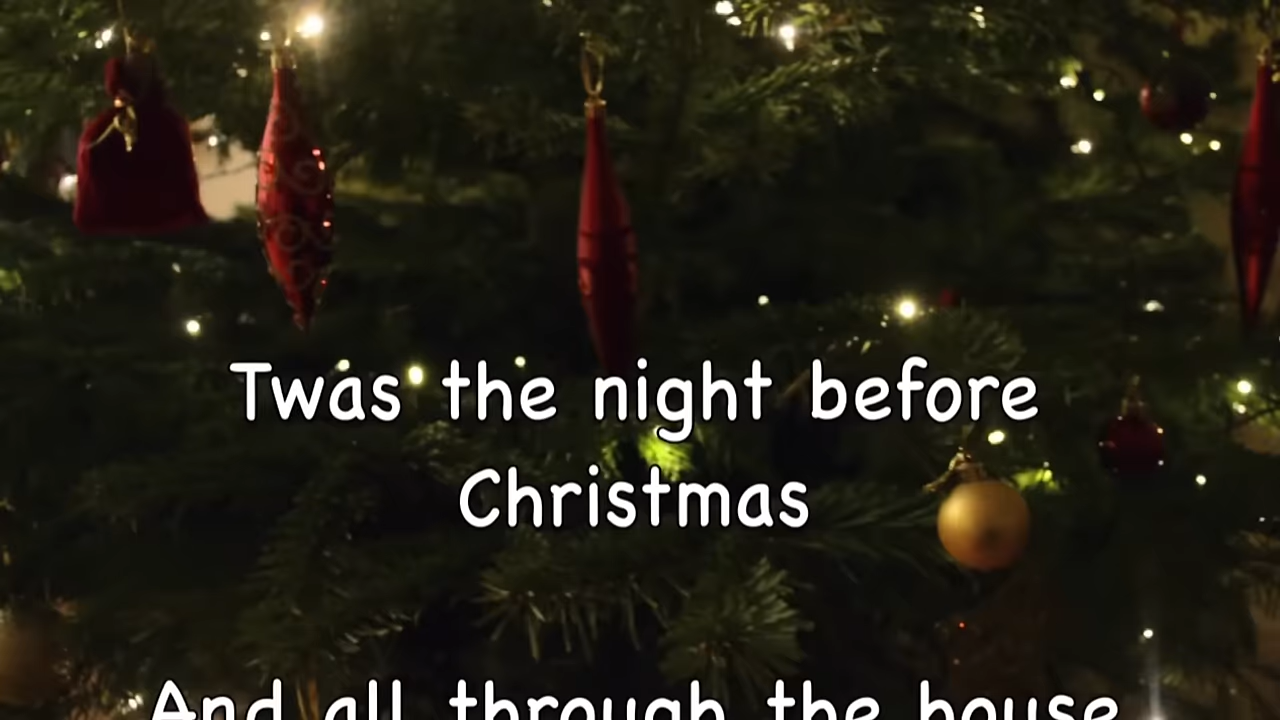 Twas the night before
Christmas
And all through the house